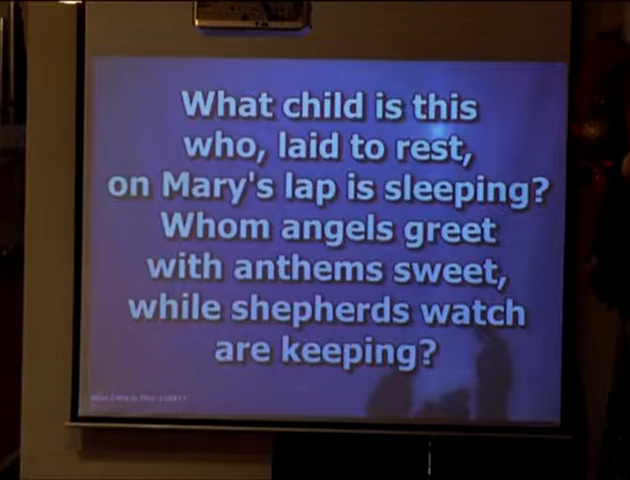 What child is this
who, laid to rest,
on Mary's lap is sleeping?
Whom angels greet
with anthems sweet,
while shepherds watch
are keeping?